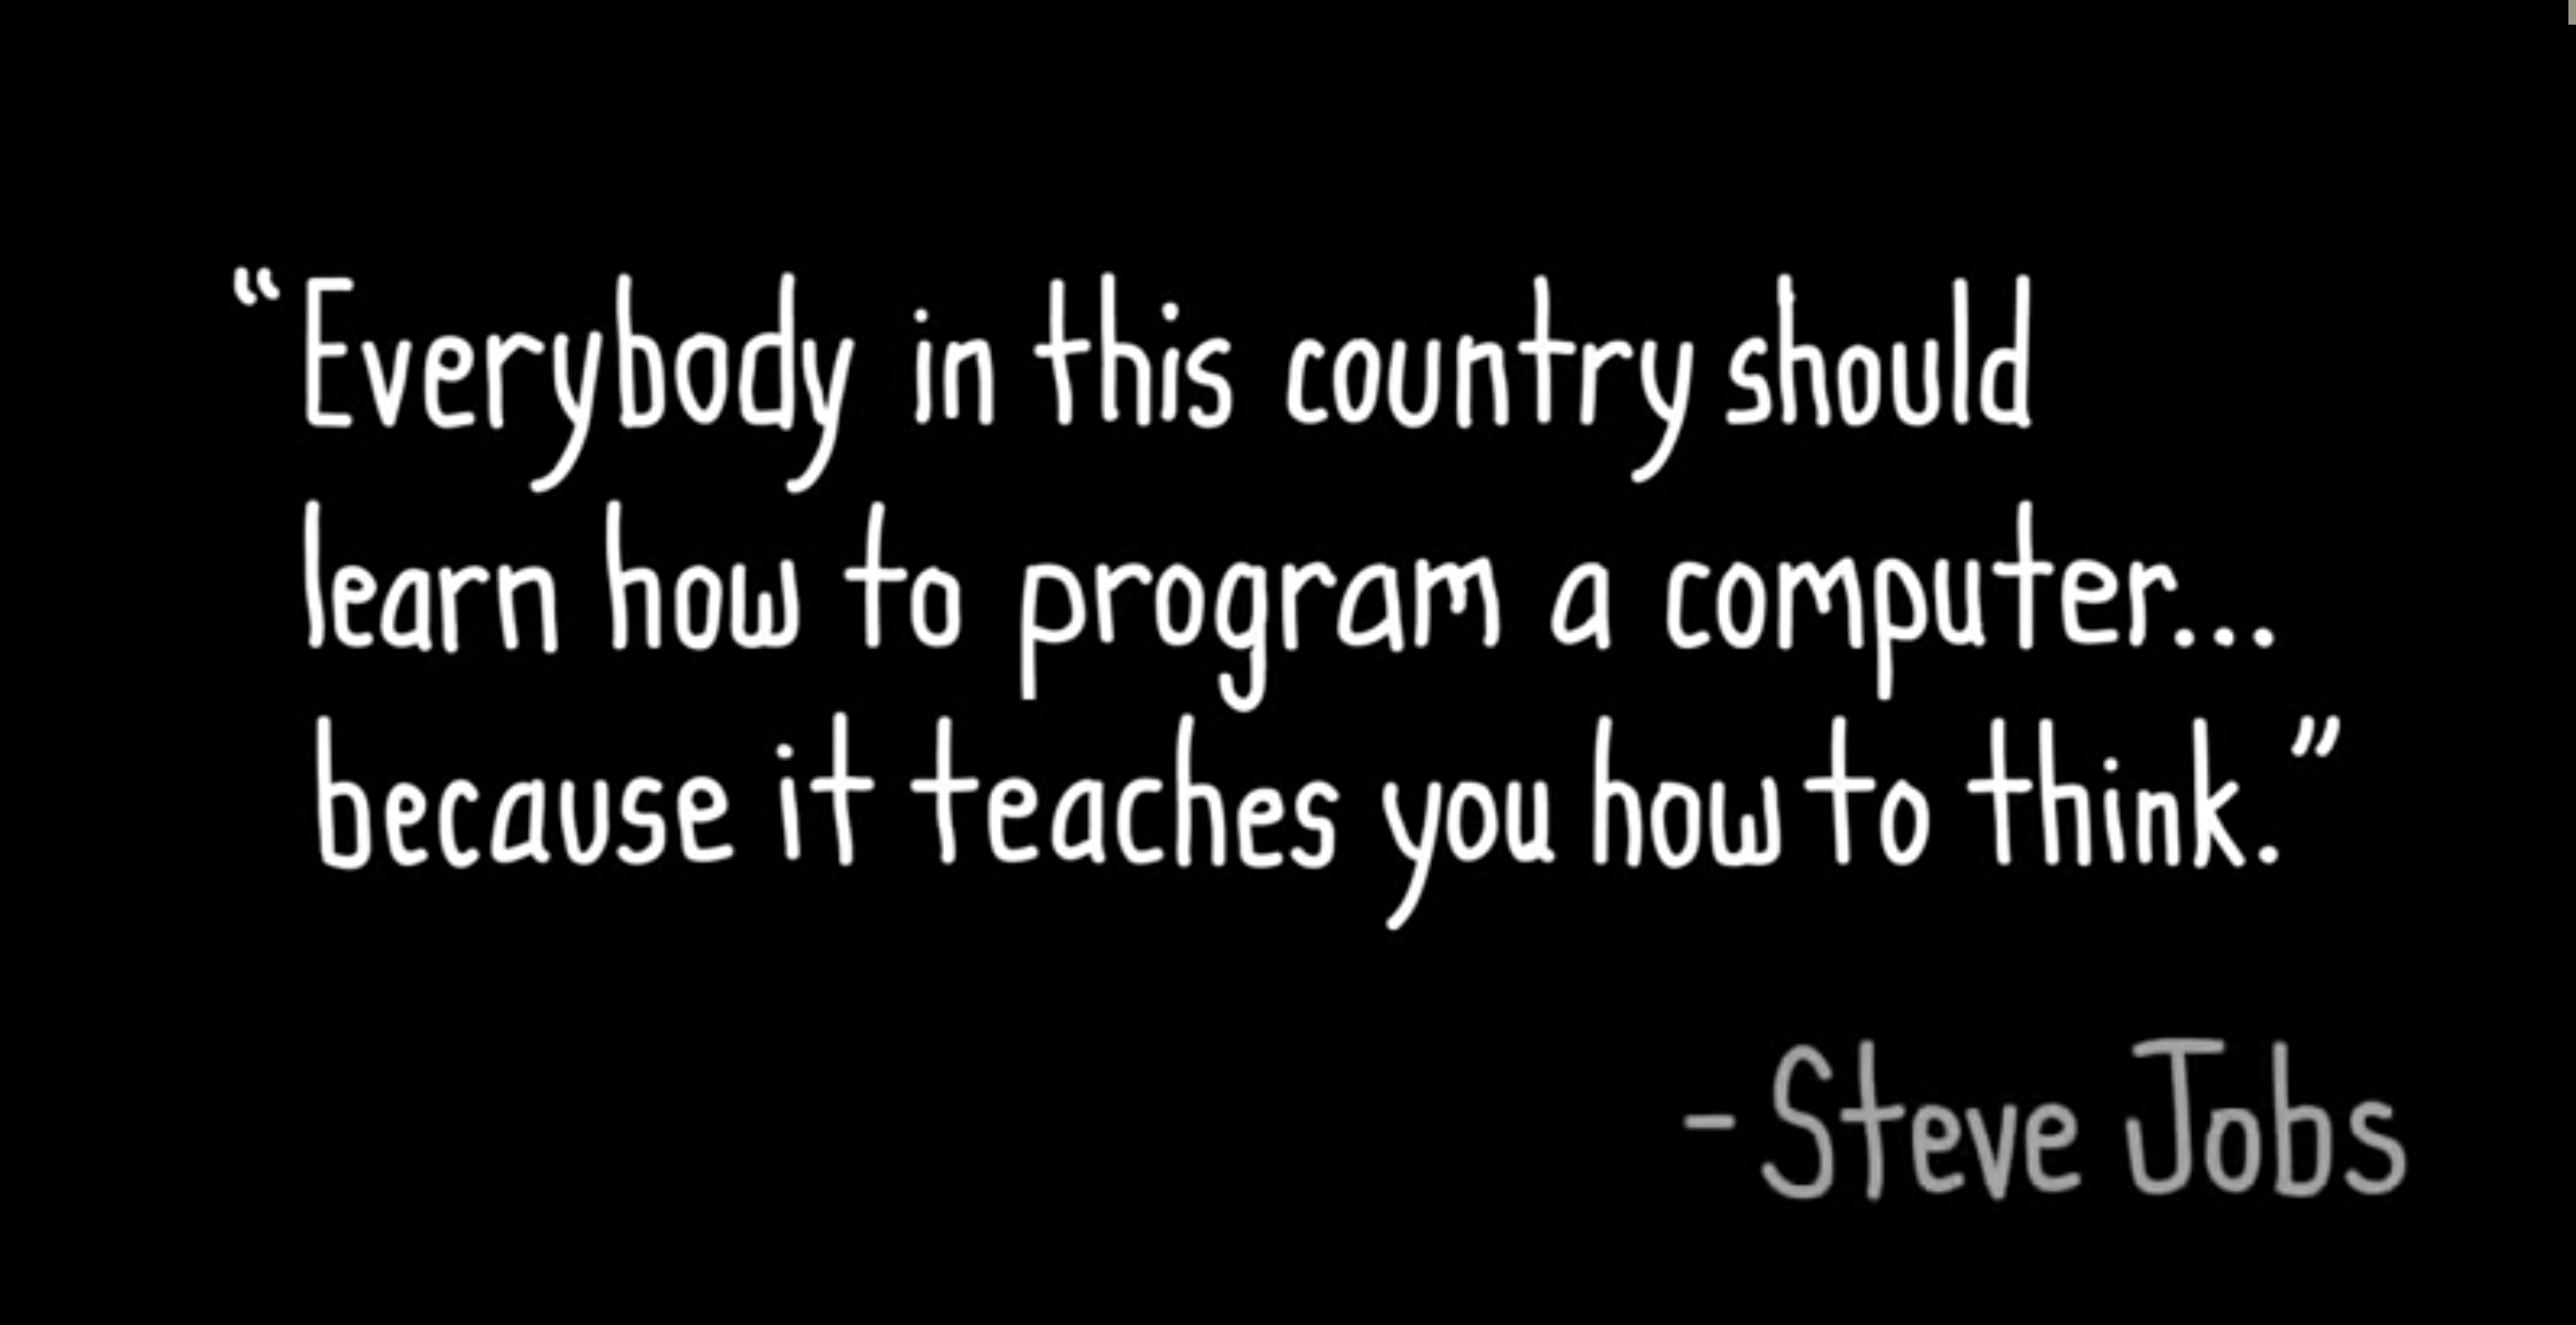 “Everybody in this country should
learn how to program a computer...
because it teaches you how to think.”
-Steve Jobs